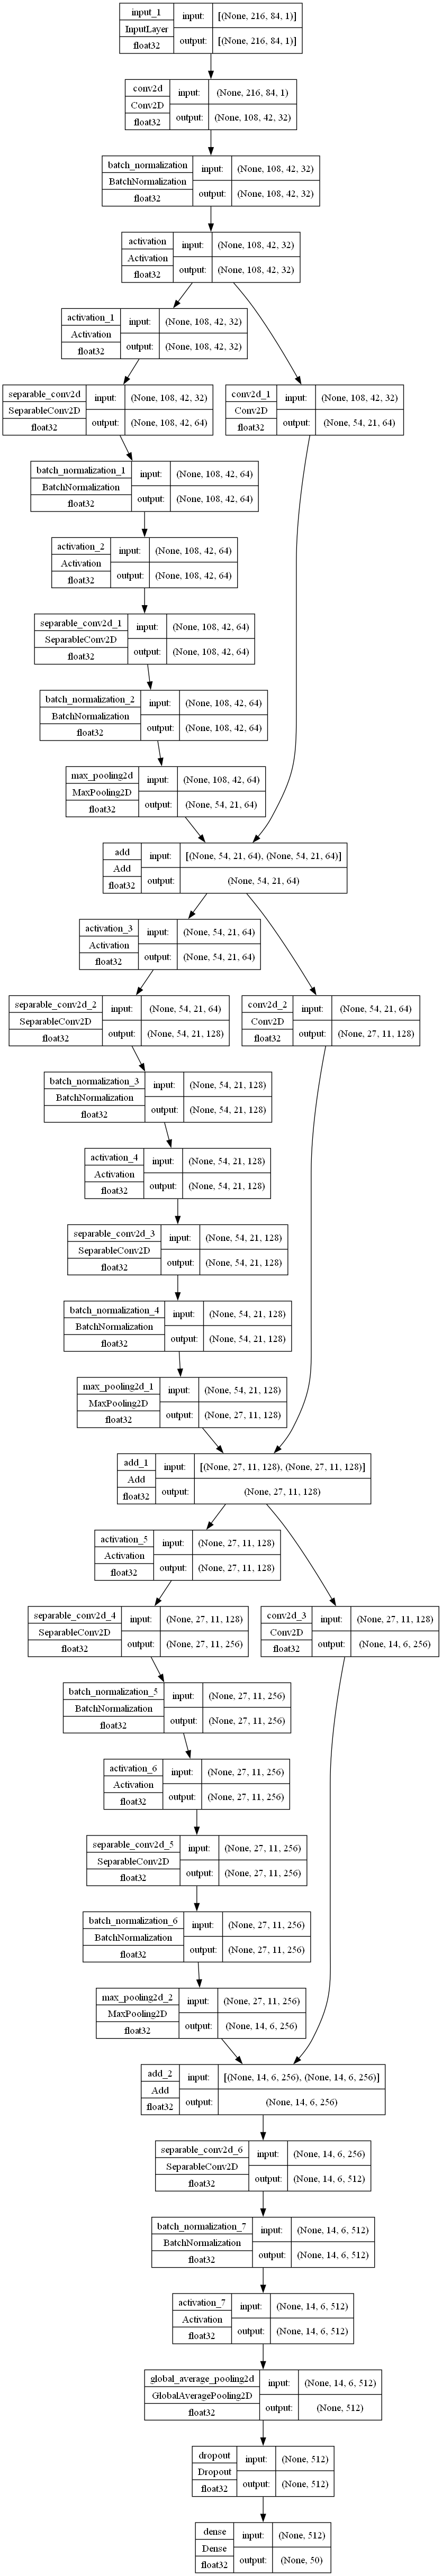 input_1
InputLayer
float32
input:
[(None, 216, 84, 1)]
output:
[(None, 216, 84, 1)]
conv2d
Conv2D
float32
input:
(None, 216, 84, 1)
output:
(None, 108, 42, 32)
batch_normalization
BatchNormalization
float32
input:
(None, 108, 42, 32)
output:
(None, 108, 42, 32)
activation
Activation
float32
input:
(None, 108, 42, 32)
output:
(None, 108, 42, 32)
activation_1
Activation
float32
input:
(None, 108, 42, 32)
output:
(None, 108, 42, 32)
separable_conv2d
SeparableConv2D
float32
input:
(None, 108, 42, 32)
output:
(None, 108, 42, 64)
conv2d_1
Conv2D
float32
input:
(None, 108, 42, 32)
output:
(None, 54, 21, 64)
batch_normalization_1
BatchNormalization
float32
input:
(None, 108, 42, 64)
output:
(None, 108, 42, 64)
activation_2
Activation
float32
input:
(None, 108, 42, 64)
output:
(None, 108, 42, 64)
separable_conv2d_1
SeparableConv2D
float32
input:
(None, 108, 42, 64)
output:
(None, 108, 42, 64)
batch_normalization_2
BatchNormalization
float32
input:
(None, 108, 42, 64)
output:
(None, 108, 42, 64)
max_pooling2d
MaxPooling2D
float32
input:
(None, 108, 42, 64)
output:
(None, 54, 21, 64)
add
Add
float32
input:
[(None, 54, 21, 64), (None, 54, 21, 64)]
output:
(None, 54, 21, 64)
activation_3
Activation
float32
input:
(None, 54, 21, 64)
output:
(None, 54, 21, 64)
separable_conv2d_2
SeparableConv2D
float32
input:
(None, 54, 21, 64)
output:
(None, 54, 21, 128)
conv2d_2
Conv2D
float32
input:
(None, 54, 21, 64)
output:
(None, 27, 11, 128)
batch_normalization_3
BatchNormalization
float32
input:
(None, 54, 21, 128)
output:
(None, 54, 21, 128)
activation_4
Activation
float32
input:
(None, 54, 21, 128)
output:
(None, 54, 21, 128)
separable_conv2d_3
SeparableConv2D
float32
input:
(None, 54, 21, 128)
output:
(None, 54, 21, 128)
batch_normalization_4
BatchNormalization
float32
input:
(None, 54, 21, 128)
output:
(None, 54, 21, 128)
max_pooling2d_1
MaxPooling2D
float32
input:
(None, 54, 21, 128)
output:
(None, 27, 11, 128)
add_1
Add
float32
input:
[(None, 27, 11, 128), (None, 27, 11, 128)]
output:
(None, 27, 11, 128)
activation_5
Activation
float32
input:
(None, 27, 11, 128)
output:
(None, 27, 11, 128)
separable_conv2d_4
SeparableConv2D
float32
input:
(None, 27, 11, 128)
output:
(None, 27, 11, 256)
conv2d_3
Conv2D
float32
input:
(None, 27, 11, 128)
output:
(None, 14, 6, 256)
batch_normalization_5
BatchNormalization
float32
input:
(None, 27, 11, 256)
output:
(None, 27, 11, 256)
activation_6
Activation
float32
input:
(None, 27, 11, 256)
output:
(None, 27, 11, 256)
separable_conv2d_5
SeparableConv2D
float32
input:
(None, 27, 11, 256)
output:
(None, 27, 11, 256)
batch_normalization_6
BatchNormalization
float32
input:
(None, 27, 11, 256)
output:
(None, 27, 11, 256)
max_pooling2d_2
MaxPooling2D
float32
input:
(None, 27, 11, 256)
output:
(None, 14, 6, 256)
add_2
Add
float32
input:
[(None, 14, 6, 256), (None, 14, 6, 256)]
output:
(None, 14, 6, 256)
separable_conv2d_6
SeparableConv2D
float32
input:
(None, 14, 6, 256)
output:
(None, 14, 6, 512)
batch_normalization_7
BatchNormalization
float32
input:
(None, 14, 6, 512)
output:
(None, 14, 6, 512)
activation_7
Activation
float32
input:
(None, 14, 6, 512)
output:
(None, 14, 6, 512)
global_average_pooling2d
GlobalAveragePooling2D
float32
input:
(None, 14, 6, 512)
output:
(None, 512)
dropout
Dropout
float32
input:
(None, 512)
output:
(None, 512)
dense
Dense
float32
input:
(None, 512)
output:
(None, 50)